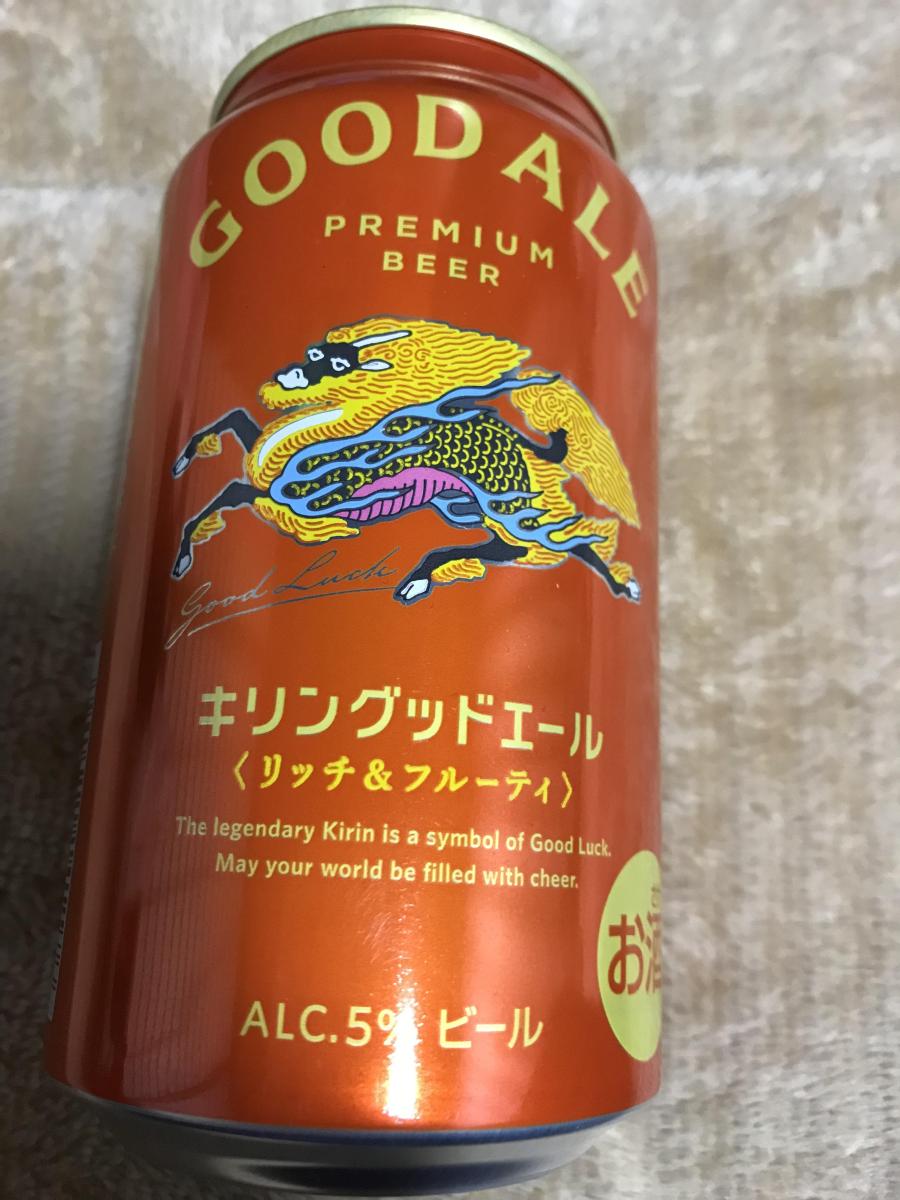 GOOD ALE
PREMIUM
BEER
Good Luck
キリングッドエール
〈リッチ&フルーティ〉
The legendary Kirin is a symbol of Good Luck.
May your world be filled with cheer.
お酒
ALC.5% ビール